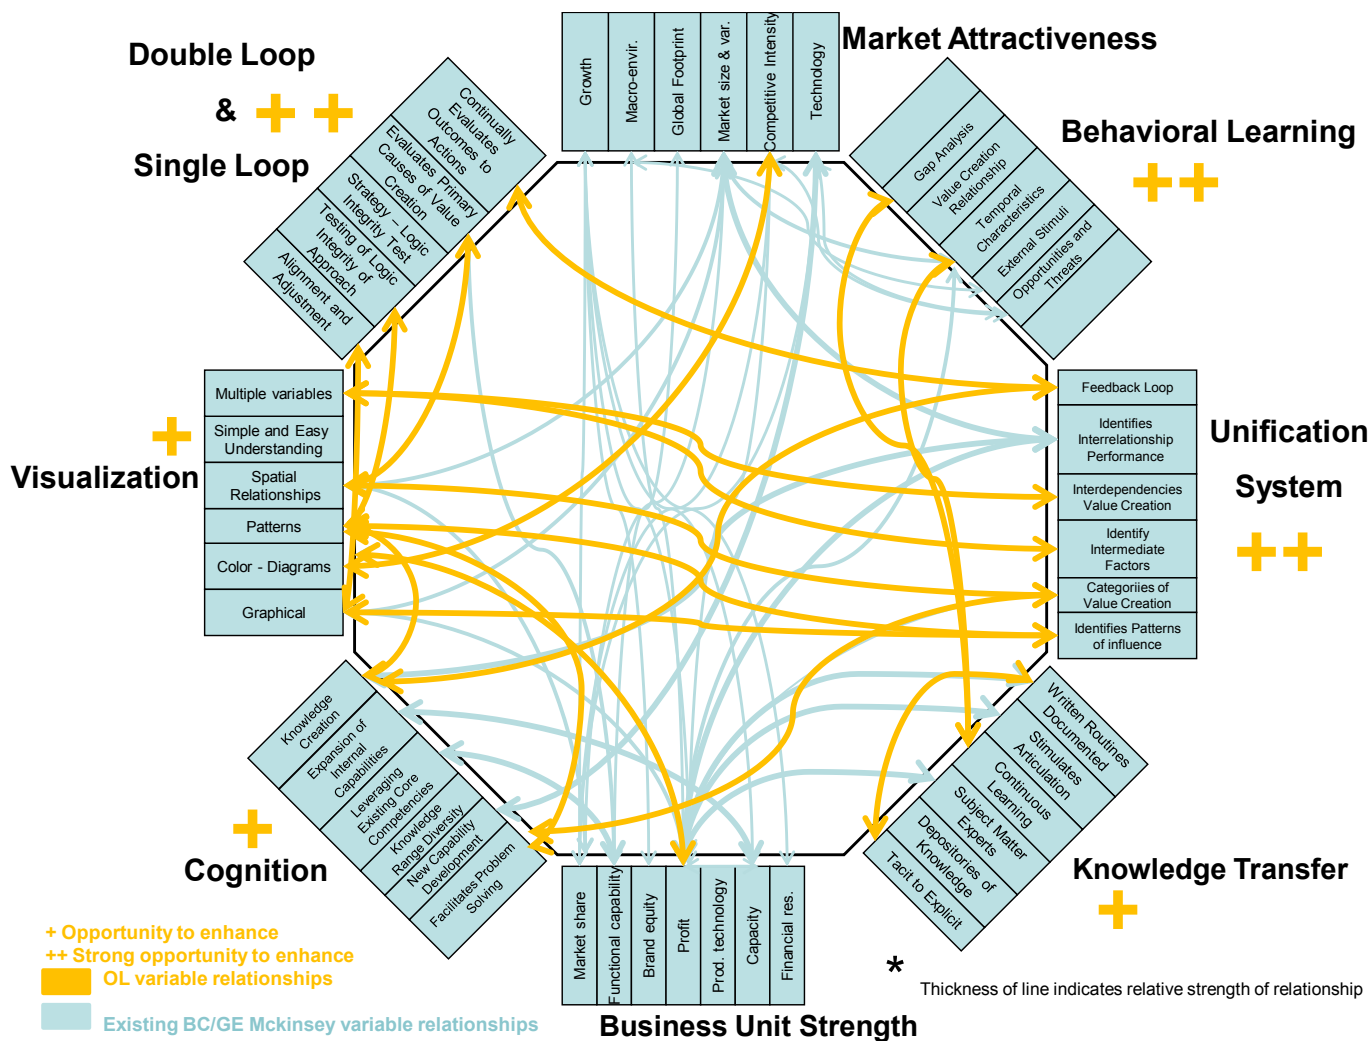 Double Loop
&
Single Loop
Continually
Evaluates
Outcomes to
Actions
Evaluates Primary
Causes of Value
Creation
Strategy – Logic
Integrity Test
Testing of Logic
Integrity of
Approach
Alignment and
Adjustment
Growth
Macro-envir.
Global Footprint
Market size & var.
Competitive Intensity
Technology
Market Attractiveness
Gap Analysis
Value Creation
Relationship
Temporal
Characteristics
External Stimuli
Opportunities and
Threats
Behavioral Learning
Multiple variables
Simple and Easy
Understanding
Spatial
Relationships
Patterns
Color - Diagrams
Graphical
Visualization
Feedback Loop
Identifies
Interrelationship
Performance
Interdependencies
Value Creation
Identify
Intermediate
Factors
Categoriies of
Value Creation
Identifies Patterns
of influence
Unification
System
Knowledge
Creation
Expansion of
Internal
Capabilities
Leveraging
Existing Core
Competencies
Knowledge
Range Diversity
New Capability
Development
Facilitates Problem
Solving
Cognition
Market share
Functional capability
Brand equity
Profit
Prod. technology
Capacity
Financial res.
Business Unit Strength
Written Routines
Documented
Stimulates
Articulation
Continuous
Learning
Subject Matter
Experts
Depositories of
Knowledge
Tacit to Explicit
Knowledge Transfer
+ Opportunity to enhance
++ Strong opportunity to enhance
OL variable relationships
Existing BC/GE Mckinsey variable relationships
*
Thickness of line indicates relative strength of relationship